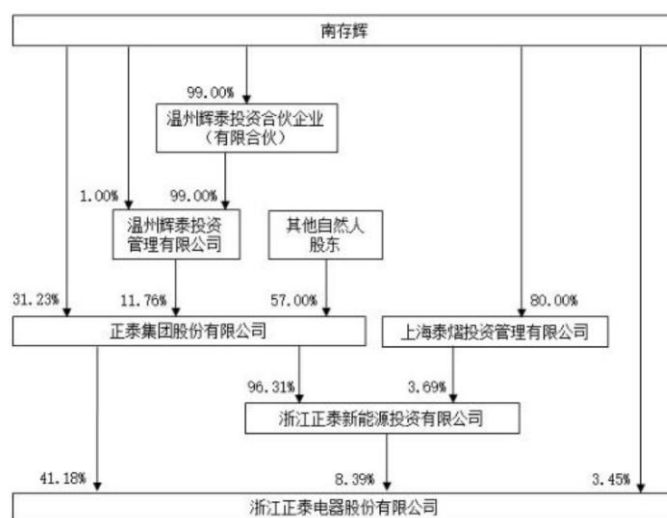 南存辉
99.00%
温州辉泰投资合伙企业
（有限合伙）
1.00%
99.00%
温州辉泰投资
管理有限公司
其他自然人
股东
31.23%
11.76%
57.00%
80.00%
正泰集团股份有限公司
上海泰熠投资管理有限公司
96.31%
3.69%
浙江正泰新能源投资有限公司
41.18%
8.39%
3.45%
浙江正泰电器股份有限公司